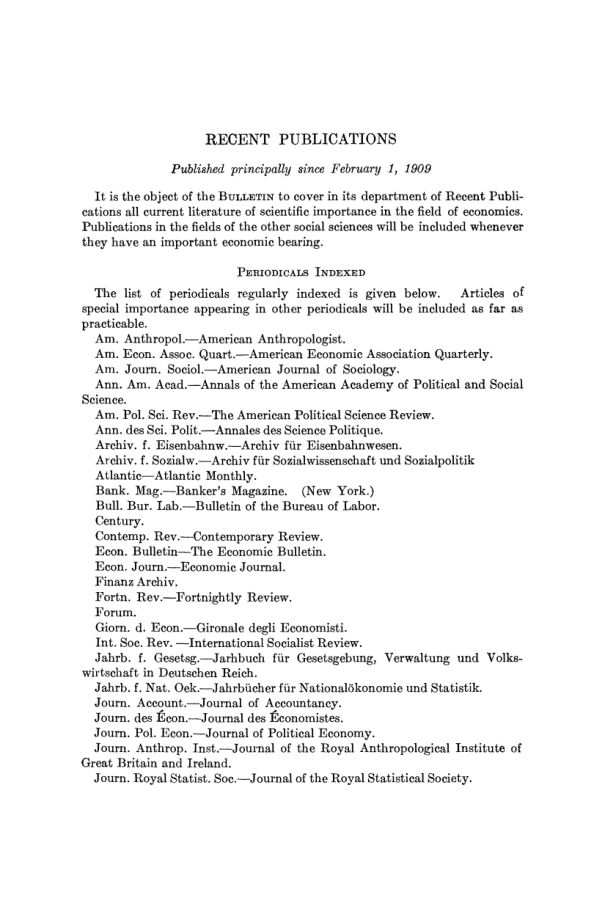 RECENT PUBLICATIONS
Published principally since February 1, 1909
It is the object of the BULLETIN to cover in its department of Recent Publi-
cations all current literature of scientific importance in the field of economics.
Publications in the fields of the other social sciences will be included whenever
they have an important economic bearing.
PERIODICALS INDEXED
The list of periodicals regularly indexed is given below. Articles of
special importance appearing in other periodicals will be included as far as
practicable.
Am. Anthropol.—American Anthropologist.
Am. Econ. Assoc. Quart.—American Economic Association Quarterly.
Am. Journ. Sociol.—American Journal of Sociology.
Ann. Am. Acad.—Annals of the American Academy of Political and Social
Science.
Am. Pol. Sci. Rev.—The American Political Science Review.
Ann. des Sci. Polit.—Annales des Science Politique.
Archiv. f. Eisenbahnw.—Archiv für Eisenbahnwesen.
Archiv. f. Sozialw.—Archiv für Sozialwissenschaft und Sozialpolitik
Atlantic—Atlantic Monthly.
Bank. Mag.—Banker's Magazine. (New York.)
Bull. Bur. Lab.—Bulletin of the Bureau of Labor.
Century.
Contemp. Rev.—Contemporary Review.
Econ. Bulletin—The Economic Bulletin.
Econ. Journ.—Economic Journal.
Finanz Archiv.
Fortn. Rev.—Fortnightly Review.
Forum.
Giorn. d. Econ.—Gironale degli Economisti.
Int. Soc. Rev. —International Socialist Review.
Jahrb. f. Gesetsg.—Jarhbuch für Gesetsgebung, Verwaltung und Volks-
wirtschaft in Deutschen Reich.
Jahrb. f. Nat. Oek.—Jahrbücher für Nationalökonomie und Statistik.
Journ. Account.—Journal of Accountancy.
Journ. des Écon.—Journal des Économistes.
Journ. Pol. Econ.—Journal of Political Economy.
Journ. Anthrop. Inst.—Journal of the Royal Anthropological Institute of
Great Britain and Ireland.
Journ. Royal Statist. Soc.—Journal of the Royal Statistical Society.